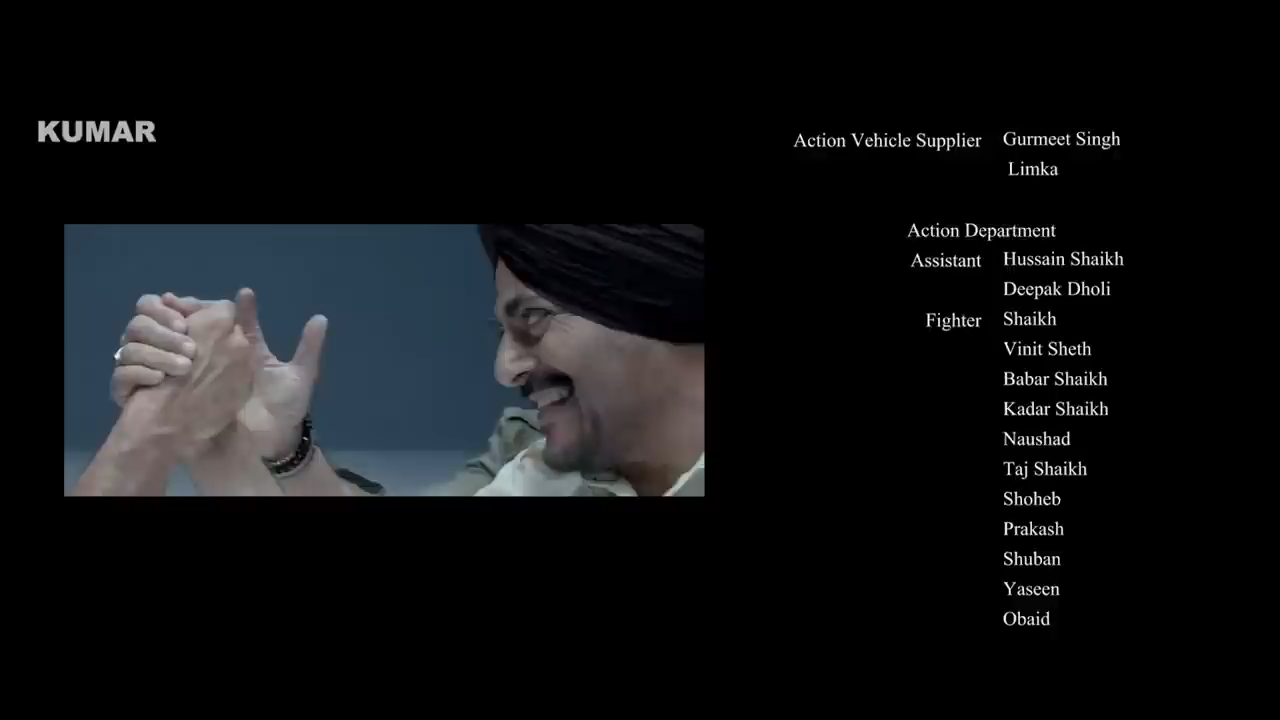 KUMAR
Action Vehicle Supplier Gurmeet Singh
Limka
Action Department
Assistant Hussain Shaikh
Deepak Dholi
Fighter Shaikh
Vinit Sheth
Babar Shaikh
Kadar Shaikh
Naushad
Taj Shaikh
Shoheb
Prakash
Shuban
Yaseen
Obaid